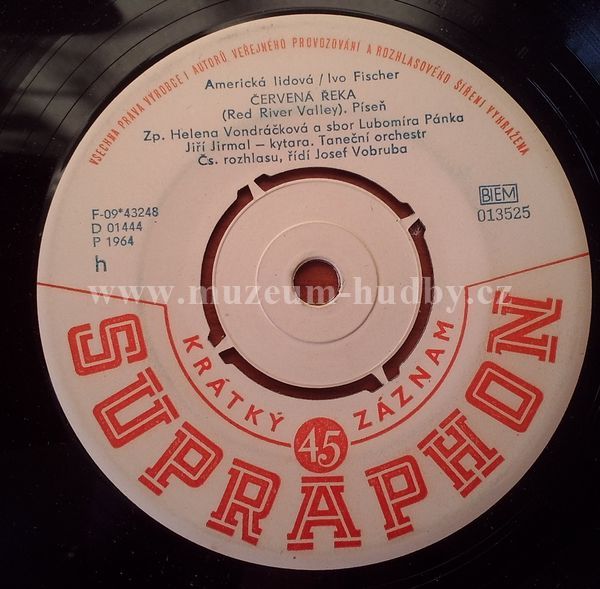 VŠECHNA PRÁVA VÝROBCE I AUTORŮ VEŘEJNÉHO PROVOZOVÁNÍ A ROZHLASOVÉHO ŠÍŘENÍ VYHRAŽENA
Americká lidová / Ivo Fischer
ČERVENÁ ŘEKA
(Red River Valley). Píseň
Zp. Helena Vondráčková a sbor Lubomíra Pánka
Jiří Jirmal – kytara. Taneční orchestr
Čs. rozhlasu, řídí Josef Vobruba
F-09*43248
D 01444
P 1964
h
BIEM
013525
www.muzeum-hudby.cz
KRÁTKÝ 45 ZÁZNAM
SUPRAPHON